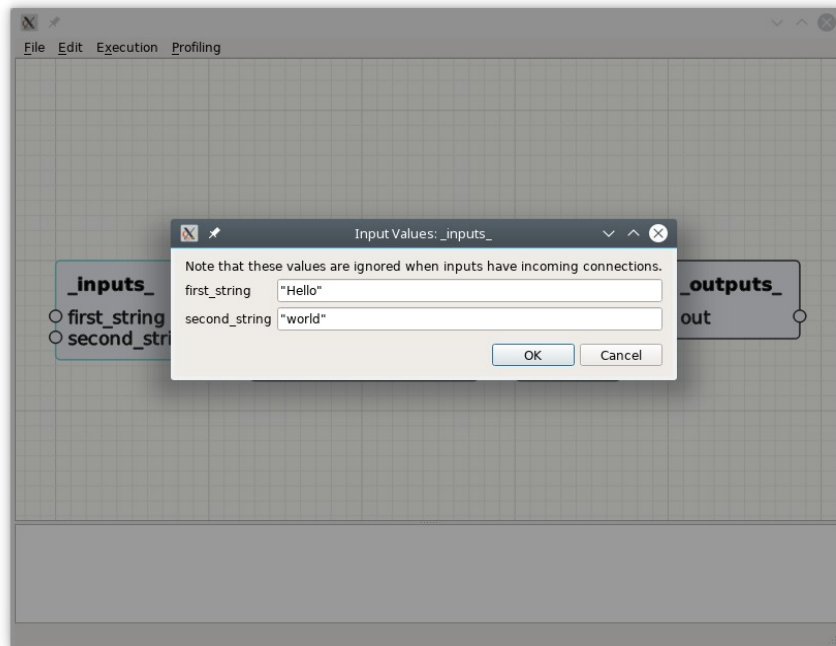 File Edit Execution Profiling
Input Values: _inputs_
Note that these values are ignored when inputs have incoming connections.
first_string "Hello"
second_string "world"
OK Cancel
_inputs_
first_string
second_stri
_outputs_
out